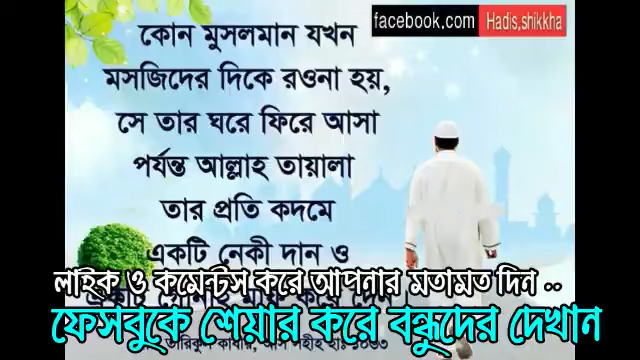 facebook.com Hadis,shikkha
কোন মুসলমান যখন
মসজিদের দিকে রওনা হয়,
সে তার ঘরে ফিরে আসা
পর্যন্ত আল্লাহ তায়ালা
তার প্রতি কদমে
একটি নেকী দান ও
লাইক ও কমেন্টস করে আপনার মতামত দিন ..
ফেসবুকে শেয়ার করে বন্ধুদের দেখান